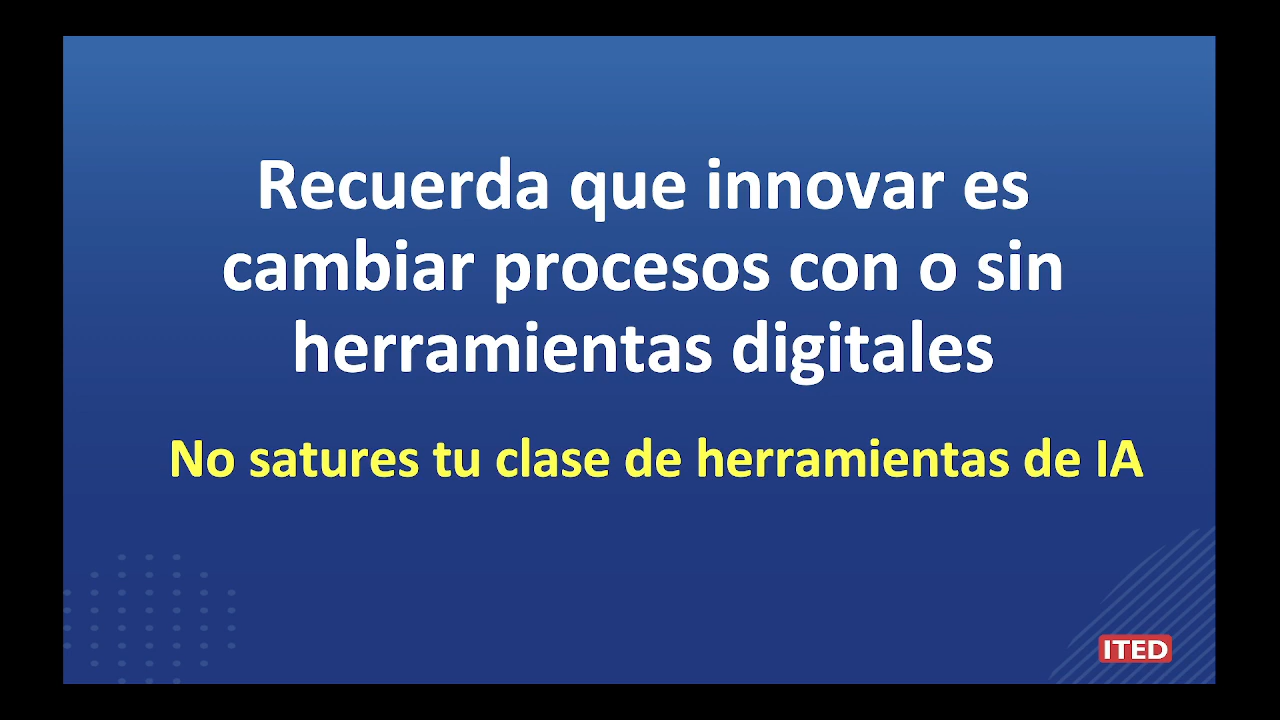 Recuerda que innovar es
cambiar procesos con o sin
herramientas digitales
No satures tu clase de herramientas de IA
ITED